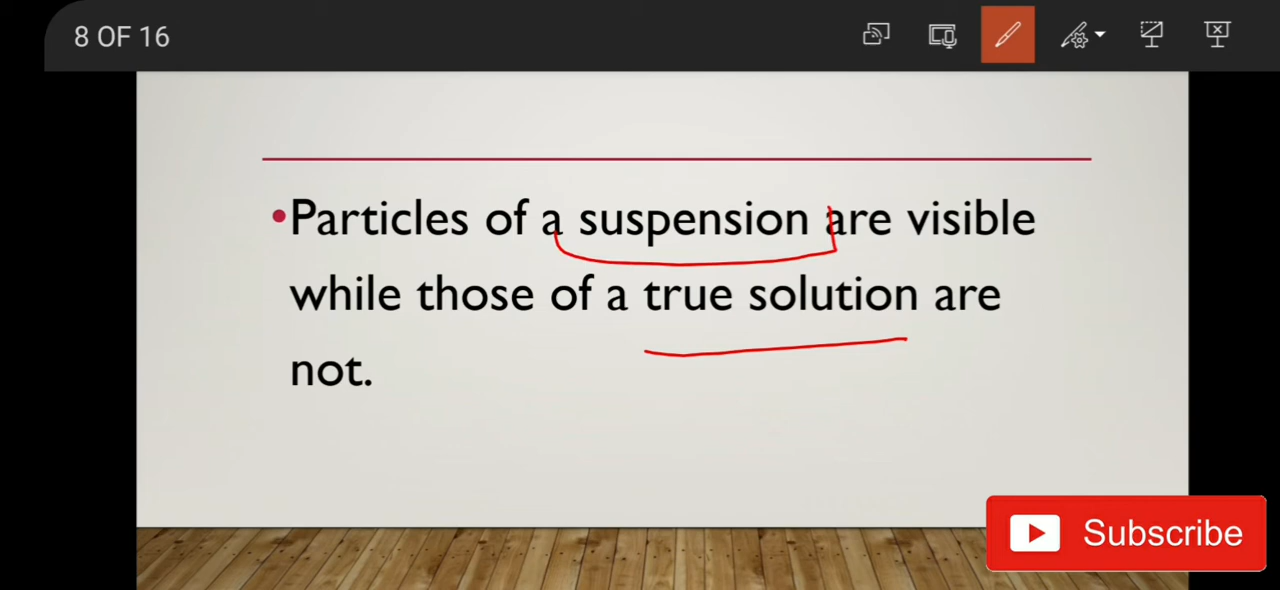 8 OF 16
•Particles of a suspension are visible
while those of a true solution are
not.
Subscribe